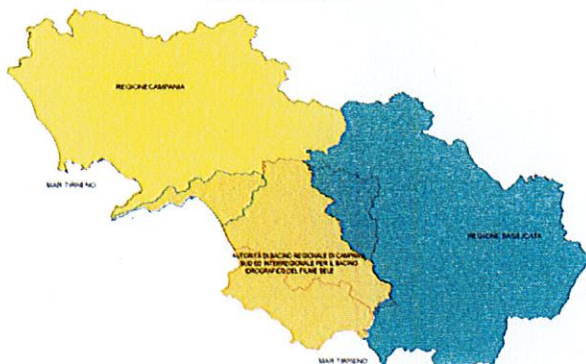 REGIONE CAMPANIA
MAR TIRRENO
REGIONE BASILICATA
AUTORITÀ DI BACINO REGIONALE DI CAMPANIA
SUD ED INTERREGIONALE PER IL BACINO
IDROGRAFICO DEL FIUME SELE
MAR TIRRENO